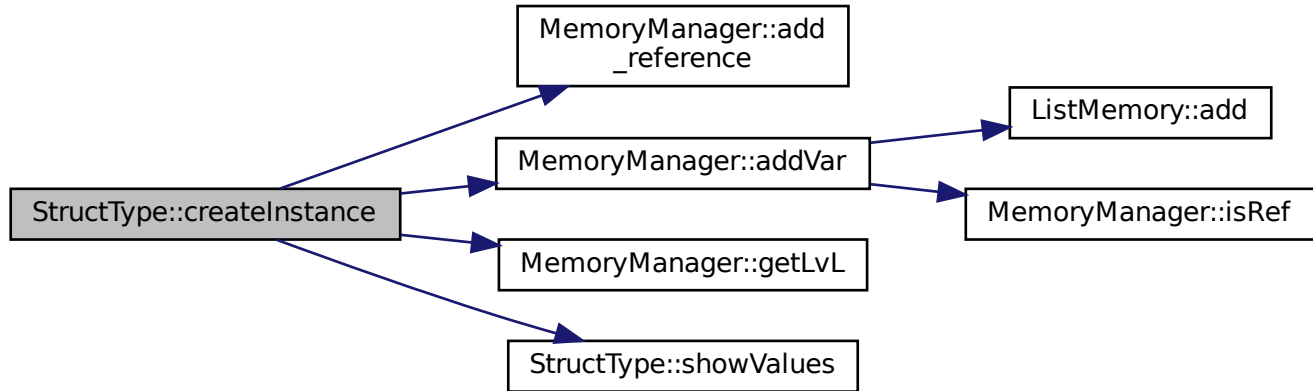 MemoryManager::add
_reference
ListMemory::add
MemoryManager::addVar
StructType::createInstance
MemoryManager::isRef
MemoryManager::getLvL
StructType::showValues